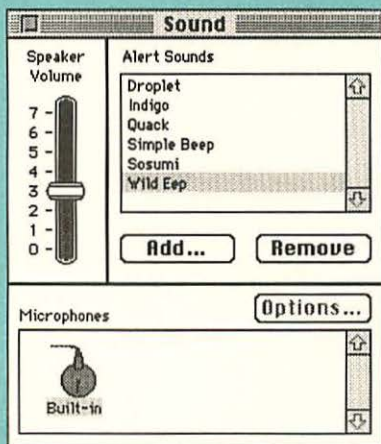 Sound
Speaker
Volume
7 -
6 -
5 -
4 -
3 -
2 -
1 -
0 -
Alert Sounds
Droplet
Indigo
Quack
Simple Beep
Sosumi
Wild Eep
Add...
Remove
Microphones
Options...
Built-in